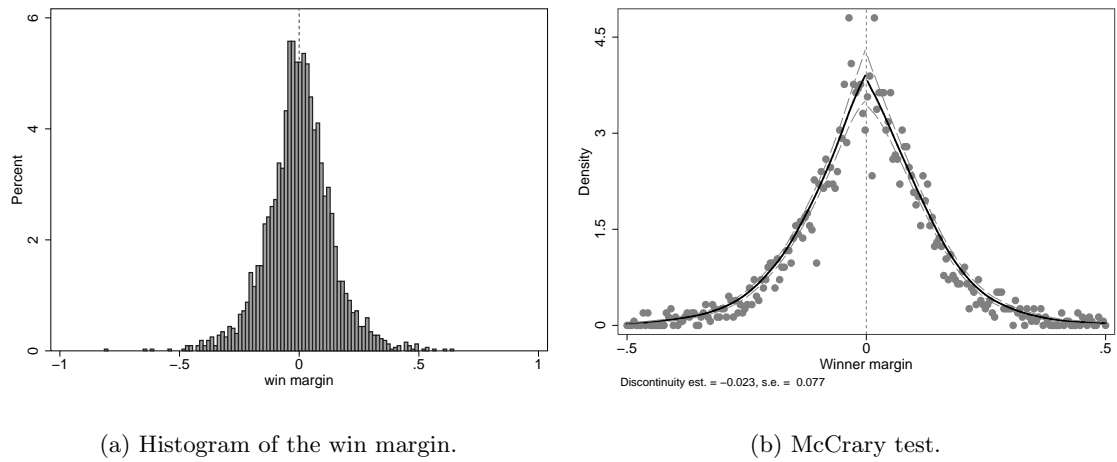 6
4
2
0
Percent
−1
−.5
0
.5
1
win margin
4.5
3
1.5
0
Density
−.5
0
.5
Winner margin
Discontinuity est. = −0.023, s.e. = 0.077
(a) Histogram of the win margin.
(b) McCrary test.